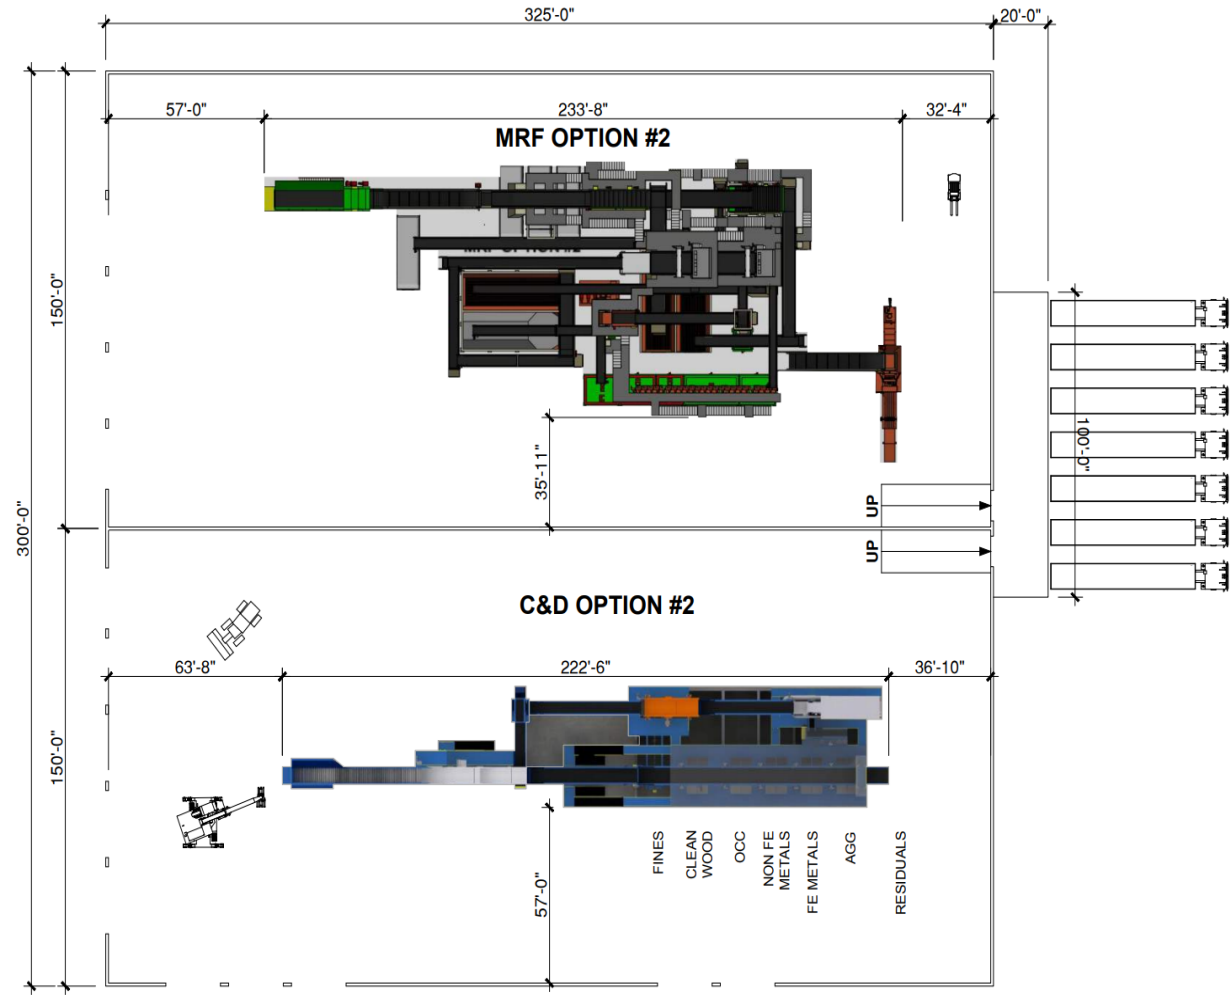 325'-0"
20'-0"
57'-0"
233'-8"
32'-4"
MRF OPTION #2
150'-0"
300'-0"
35'-11"
100'-0"
UP
UP
C&D OPTION #2
63'-8"
222'-6"
36'-10"
150'-0"
57'-0"
FINES
CLEAN
WOOD
OCC
NON FE
METALS
FE METALS
AGG
RESIDUALS